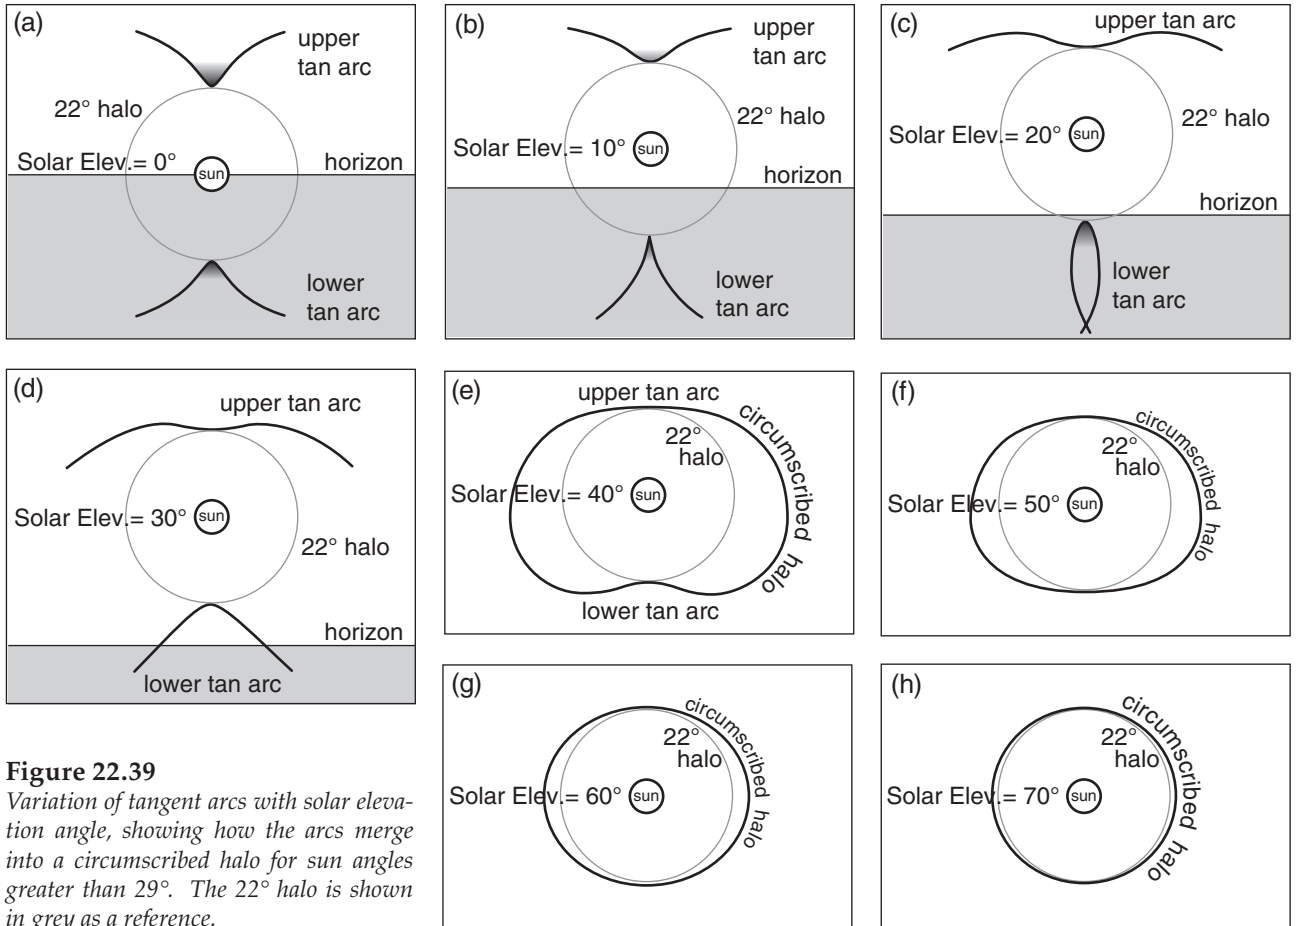 (a)
upper
tan arc
22° halo
Solar Elev.= 0°
sun
horizon
lower
tan arc
(b)
upper
tan arc
22° halo
Solar Elev.= 10°
sun
horizon
lower
tan arc
(c)
upper tan arc
22° halo
Solar Elev.= 20°
sun
horizon
lower
tan arc
(d)
upper tan arc
Solar Elev.= 30°
sun
22° halo
horizon
lower tan arc
(e)
upper tan arc
circumscribed halo
22°
halo
Solar Elev.= 40°
sun
lower tan arc
(f)
circumscribed halo
22°
halo
Solar Elev.= 50°
sun
(g)
circumscribed halo
22°
halo
Solar Elev.= 60°
sun
(h)
circumscribed halo
22°
halo
Solar Elev.= 70°
sun
Figure 22.39
Variation of tangent arcs with solar eleva-
tion angle, showing how the arcs merge
into a circumscribed halo for sun angles
greater than 29°. The 22° halo is shown
in grey as a reference.